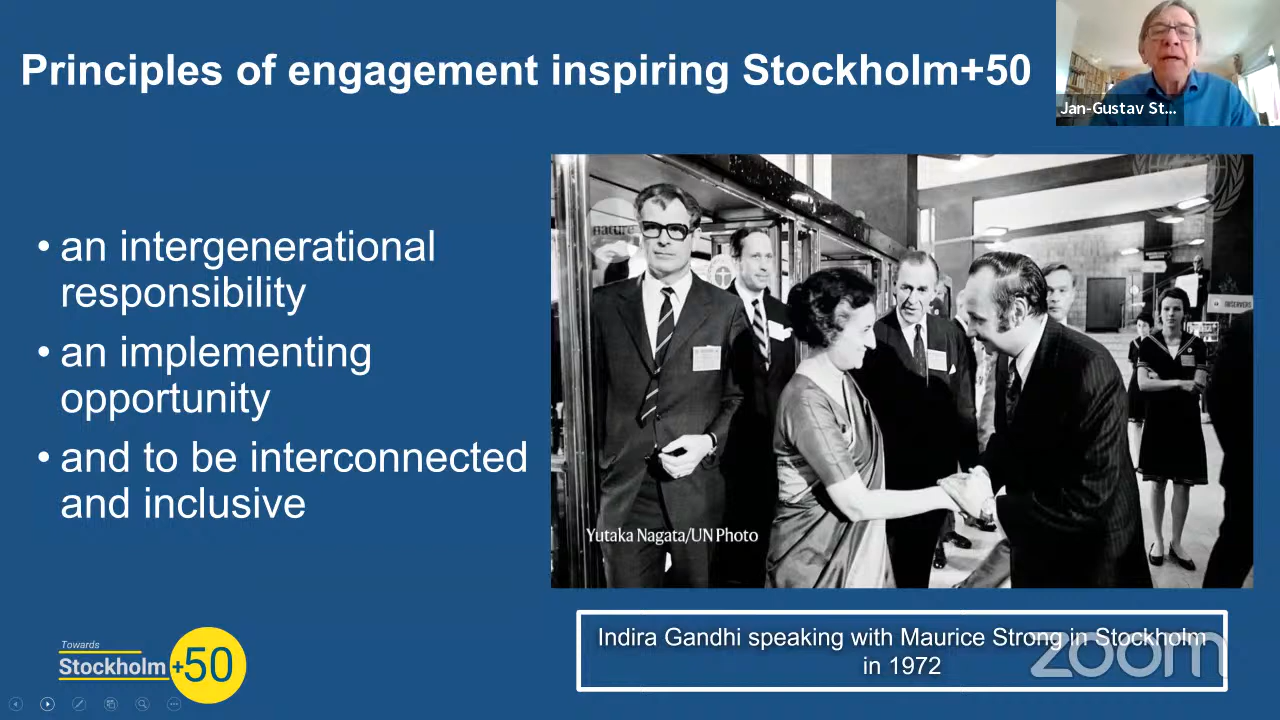 Principles of engagement inspiring Stockholm+50
Jan-Gustav St...
• an intergenerational
responsibility
• an implementing
opportunity
• and to be interconnected
and inclusive
nature
OBSERVERS
Yutaka Nagata/UN Photo
Indira Gandhi speaking with Maurice Strong in Stockholm
in 1972
zoom
Towards
Stockholm+50